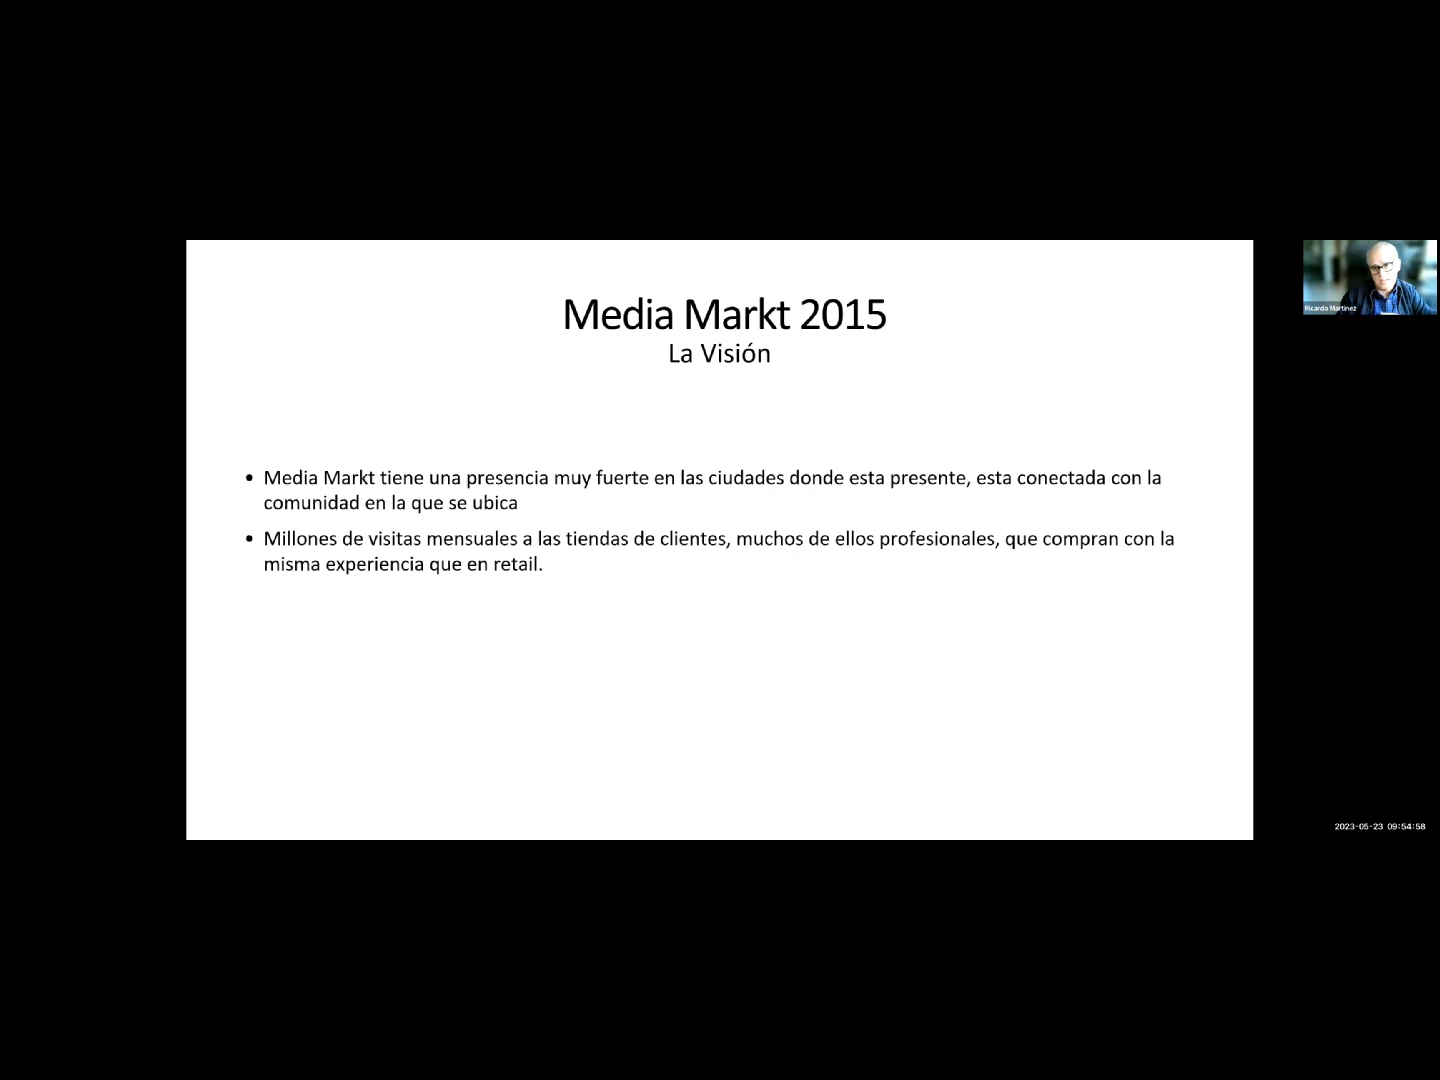 Media Markt 2015
La Visión
• Media Markt tiene una presencia muy fuerte en las ciudades donde esta presente, esta conectada con la
comunidad en la que se ubica
• Millones de visitas mensuales a las tiendas de clientes, muchos de ellos profesionales, que compran con la
misma experiencia que en retail.
Ricardo Martinez
2023-05-23 09:54:58